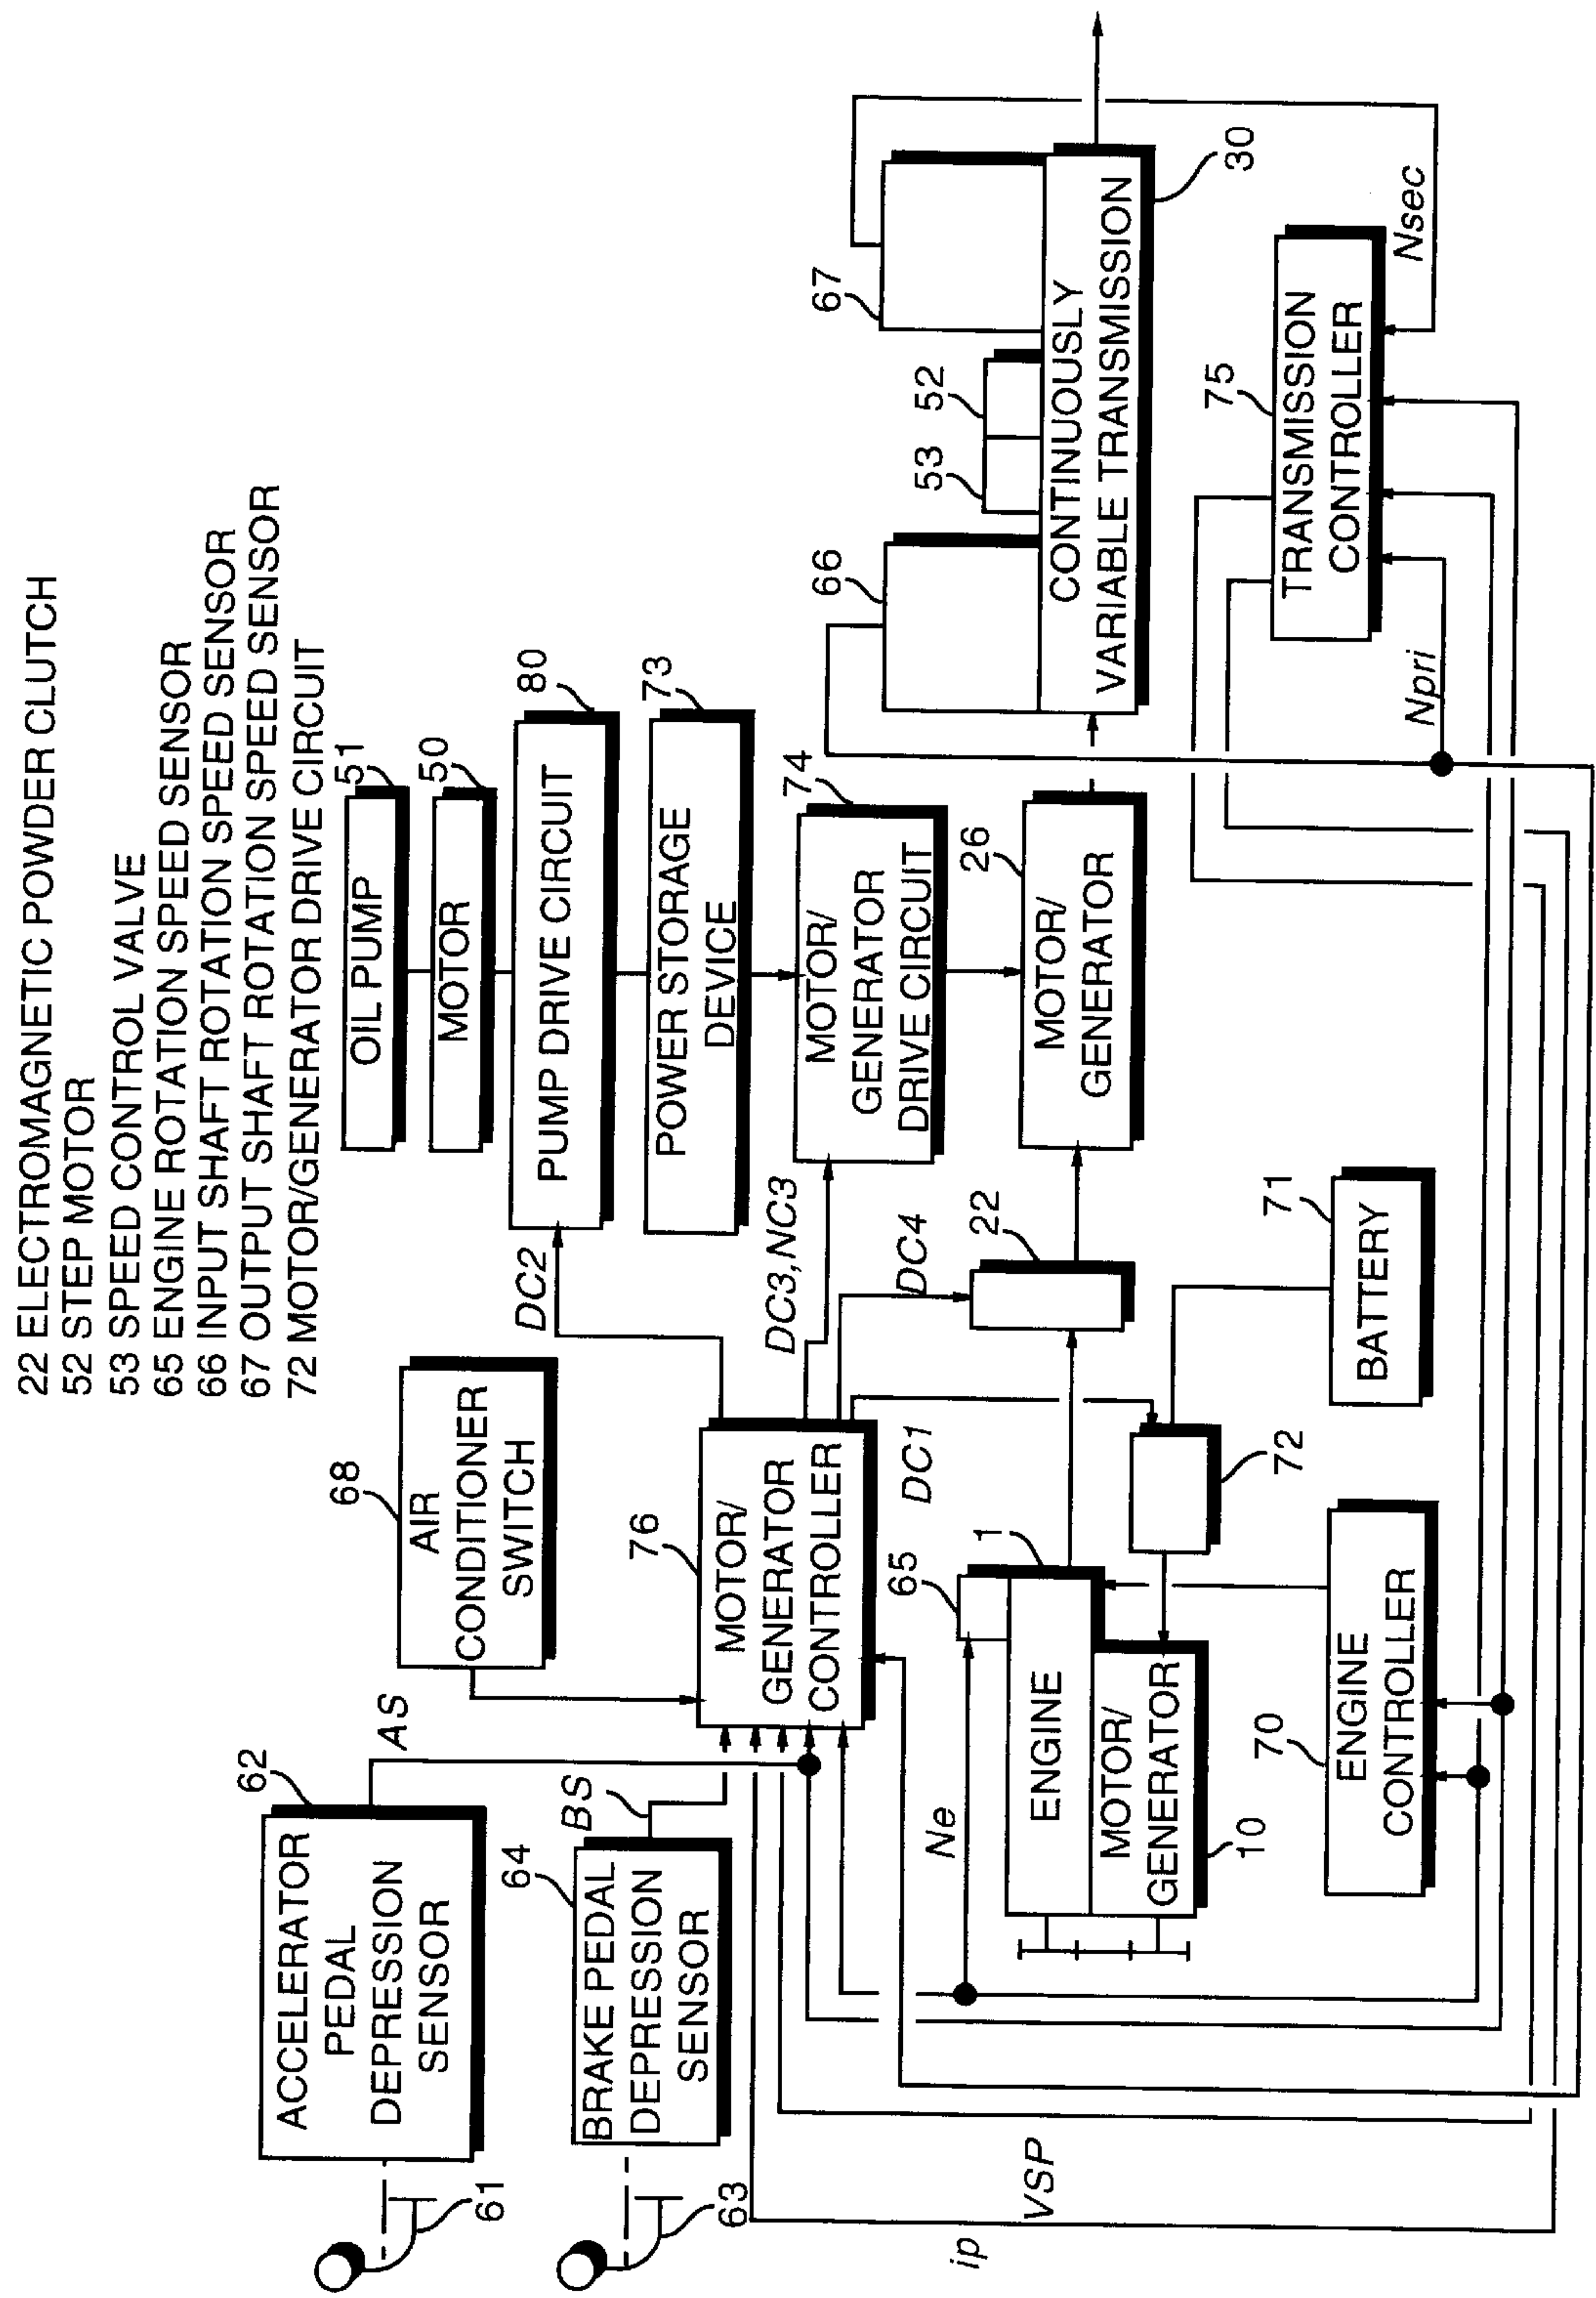 22 ELECTROMAGNETIC POWDER CLUTCH
52 STEP MOTOR
53 SPEED CONTROL VALVE
65 ENGINE ROTATION SPEED SENSOR
66 INPUT SHAFT ROTATION SPEED SENSOR
67 OUTPUT SHAFT ROTATION SPEED SENSOR
72 MOTOR/GENERATOR DRIVE CIRCUIT
62
ACCELERATOR
PEDAL
DEPRESSION
SENSOR
61
AS
68
AIR
CONDITIONER
SWITCH
64
BRAKE PEDAL
DEPRESSION
SENSOR
63
BS
76
MOTOR/
GENERATOR
CONTROLLER
51
OIL PUMP
50
MOTOR
80
PUMP DRIVE CIRCUIT
DC2
73
POWER STORAGE
DEVICE
74
MOTOR/
GENERATOR
DRIVE CIRCUIT
DC3,NC3
DC4
DC1
22
26
MOTOR/
GENERATOR
66
53
52
67
CONTINUOUSLY
VARIABLE TRANSMISSION
30
Ne
65
1
ENGINE
MOTOR/
GENERATOR
10
72
71
BATTERY
70
ENGINE
CONTROLLER
75
TRANSMISSION
CONTROLLER
Npri
Nsec
ip
VSP